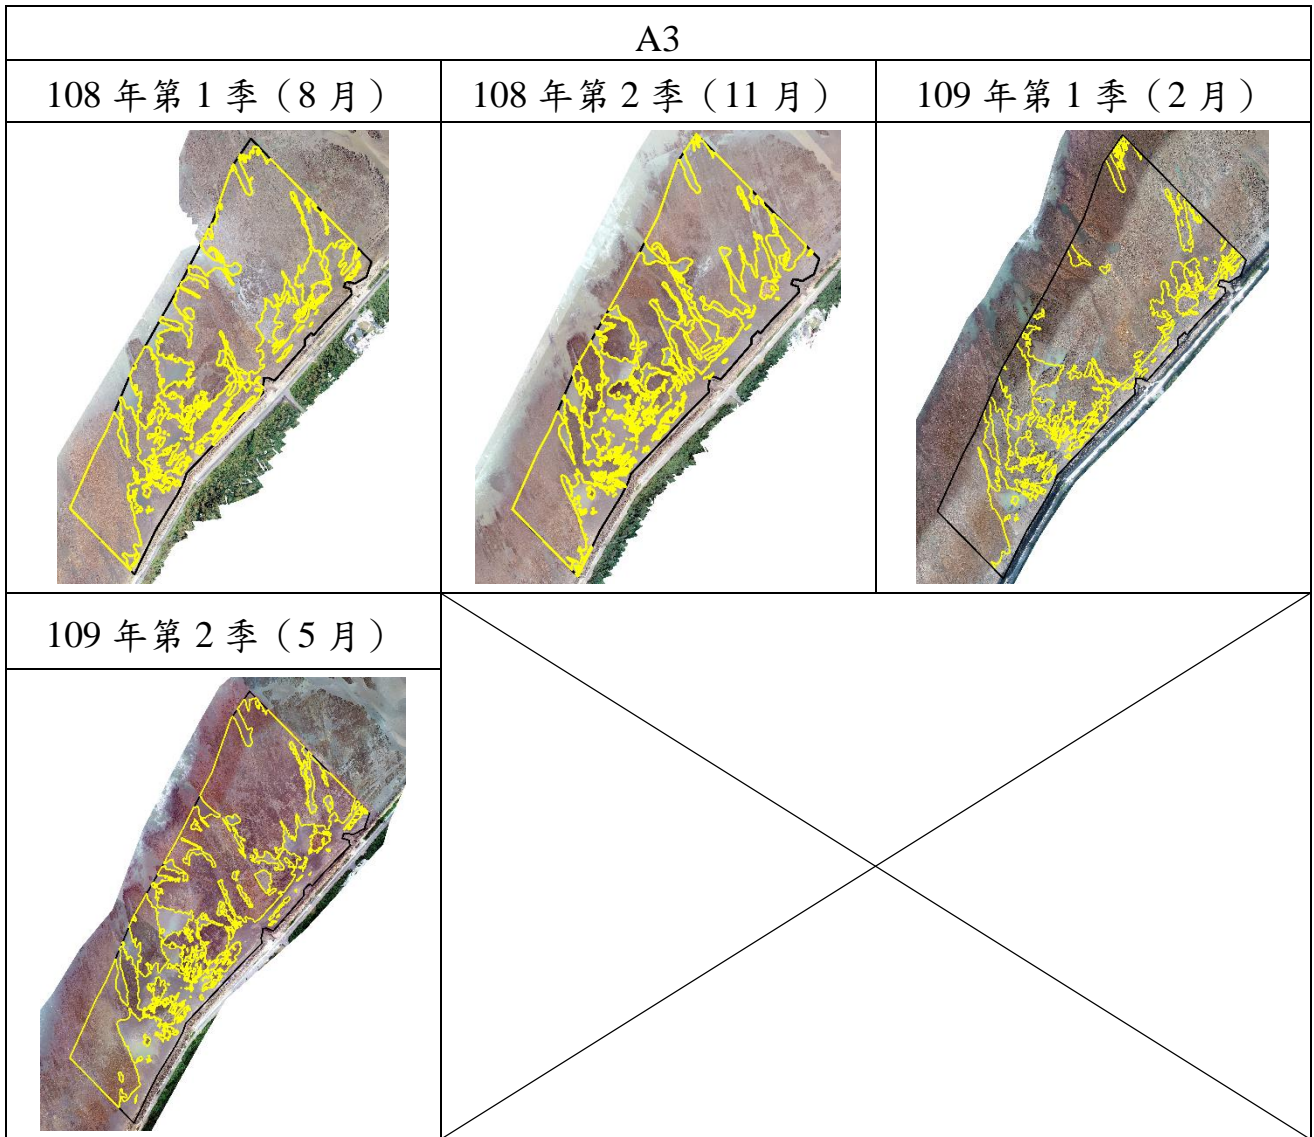 A3
108 年第 1 季（8 月）
108 年第 2 季（11 月）
109 年第 1 季（2 月）
109 年第 2 季（5 月）